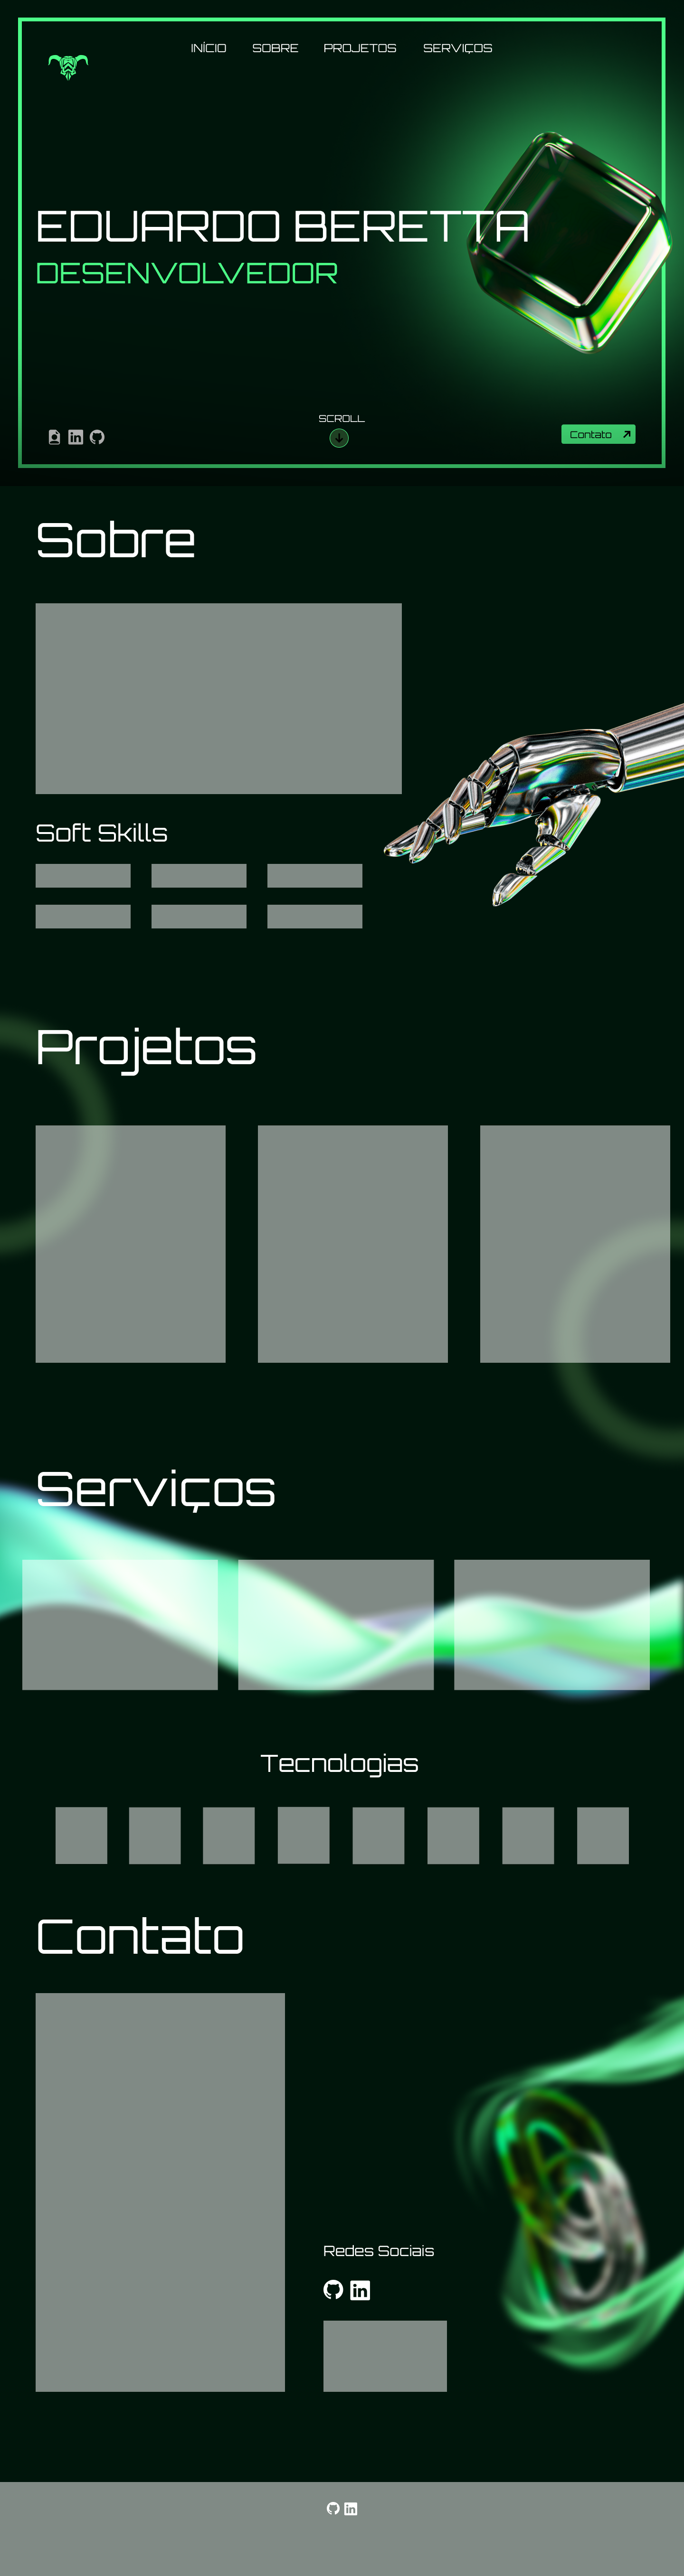 INÍCIO SOBRE PROJETOS SERVIÇOS
EDUARDO BERETTA
DESENVOLVEDOR
SCROLL
Contato
Sobre
Soft Skills
Projetos
Serviços
Tecnologias
Contato
Redes Sociais